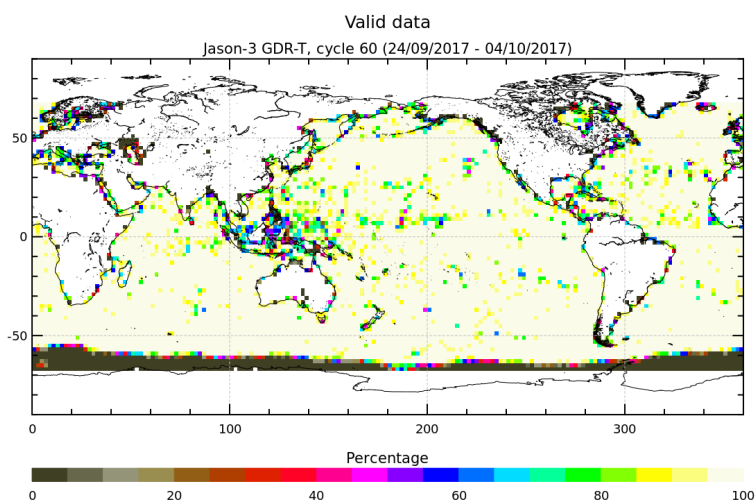 Valid data
Jason-3 GDR-T, cycle 60 (24/09/2017 - 04/10/2017)
50
0
-50
0 100 200 300
Percentage
0 20 40 60 80 100